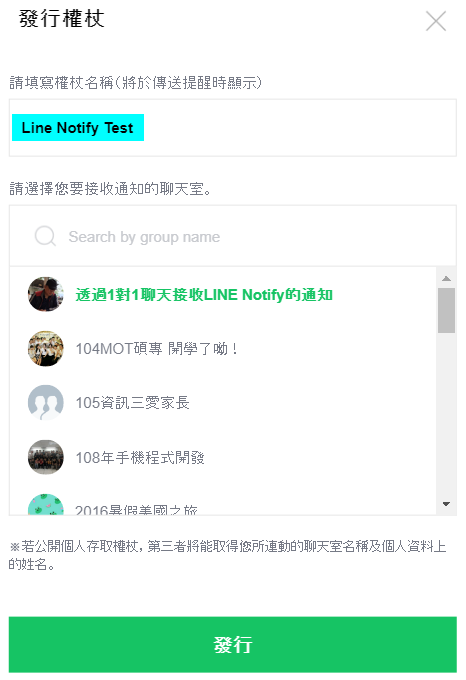 發行權杖
請填寫權杖名稱(將於傳送提醒時顯示)
Line Notify Test
請選擇您要接收通知的聊天室。
Search by group name
透過1對1聊天接收LINE Notify的通知
104MOT碩專 開學了呦！
105資訊三愛家長
108年手機程式開發
2016暑假美國之旅
※若公開個人存取權杖，第三者將能取得您所連動的聊天室名稱及個人資料上
的姓名。
發行